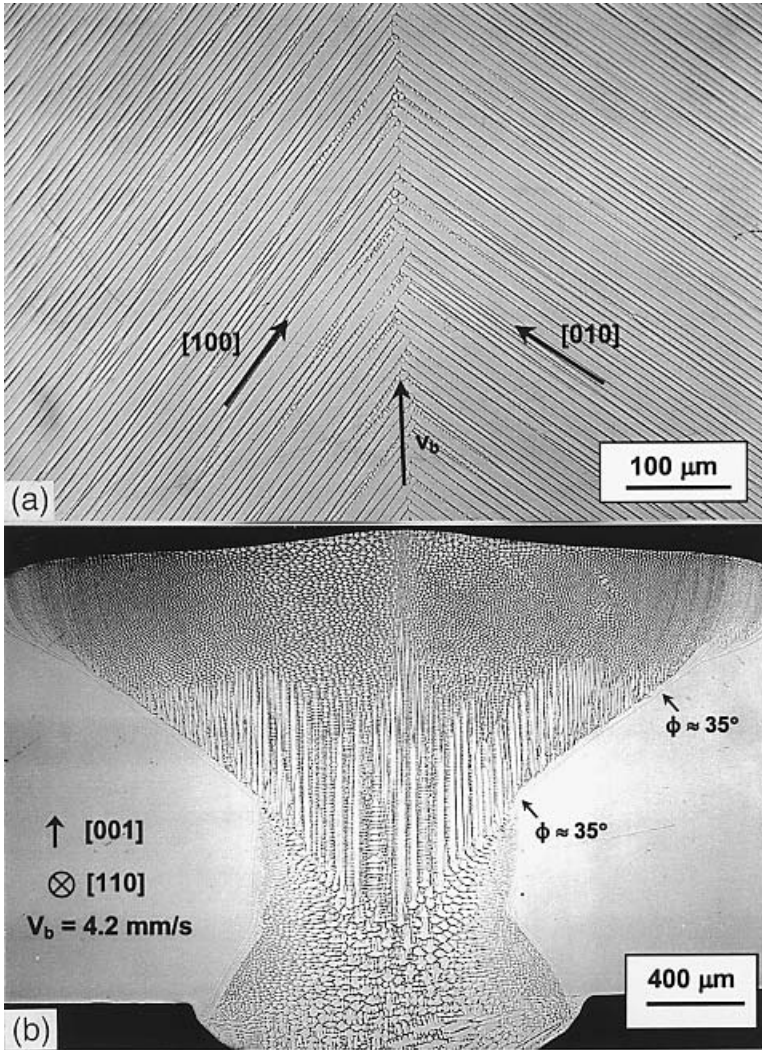 [100]
[010]
Vb
100 μm
(a)
ϕ ≈ 35°
ϕ ≈ 35°
[001]
[110]
Vb = 4.2 mm/s
400 μm
(b)